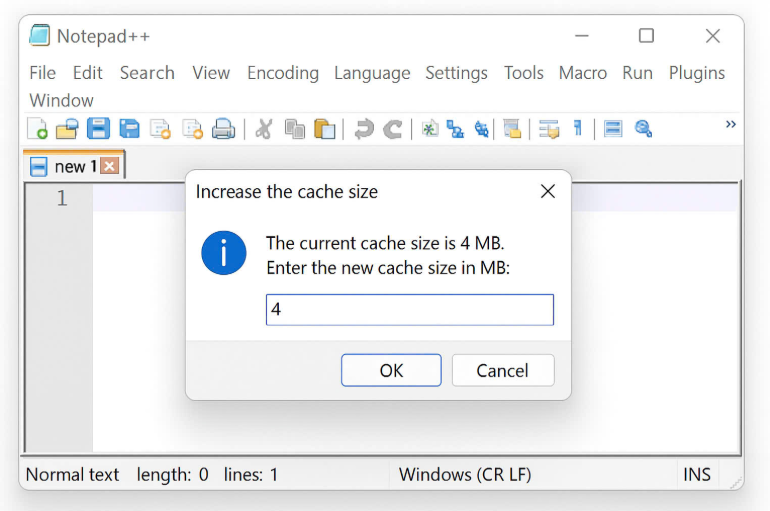 Notepad++
File Edit Search View Encoding Language Settings Tools Macro Run Plugins
Window
new 1
1
Increase the cache size
The current cache size is 4 MB.
Enter the new cache size in MB:
4
OK Cancel
Normal text length: 0 lines: 1 Windows (CR LF) INS